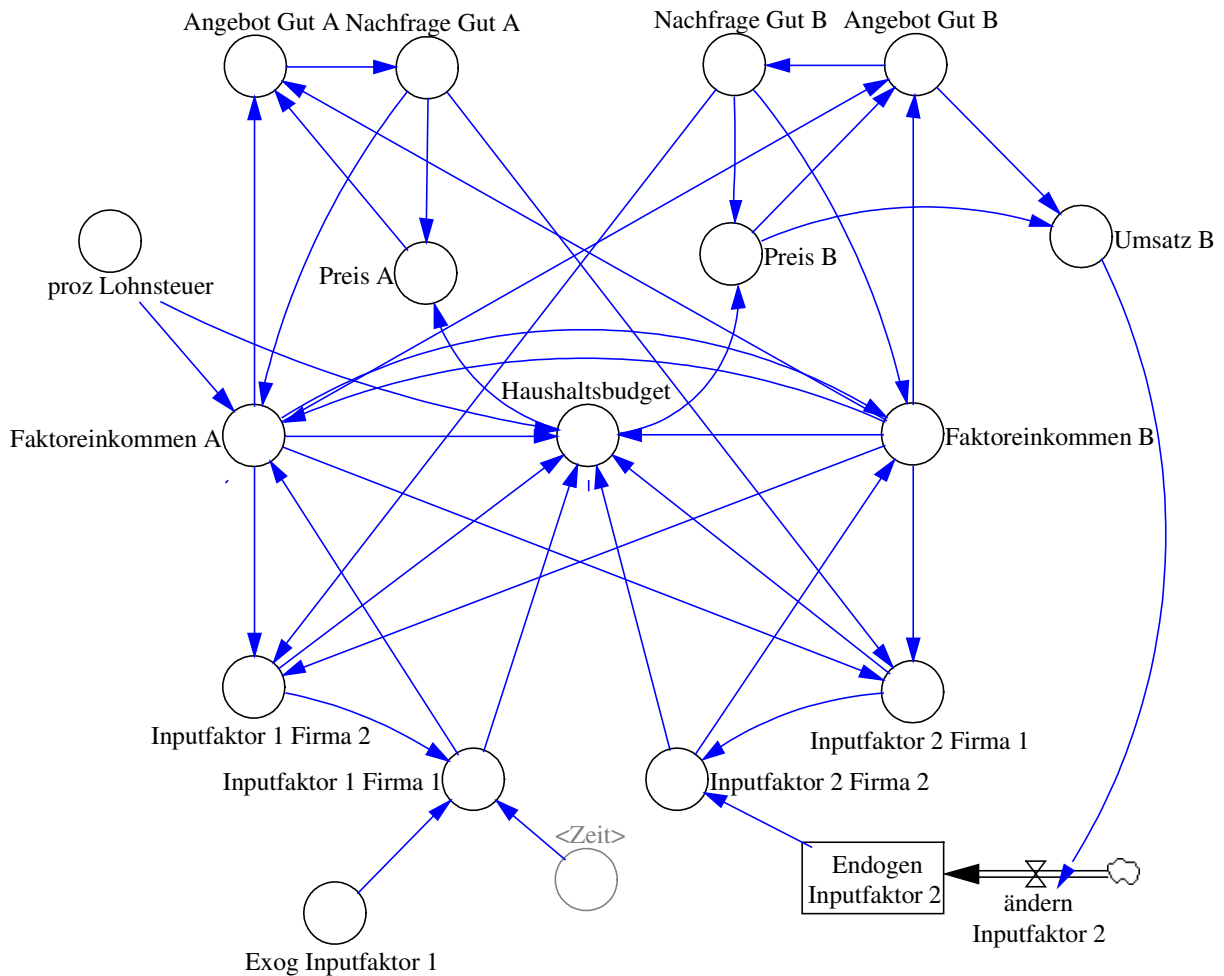 Angebot Gut A
Nachfrage Gut A
Nachfrage Gut B
Angebot Gut B
Umsatz B
Preis B
Preis A
proz Lohnsteuer
Haushaltsbudget
Faktoreinkommen A
Faktoreinkommen B
Inputfaktor 1 Firma 2
Inputfaktor 2 Firma 1
Inputfaktor 1 Firma 1
Inputfaktor 2 Firma 2
<Zeit>
Endogen
Inputfaktor 2
ändern
Inputfaktor 2
Exog Inputfaktor 1